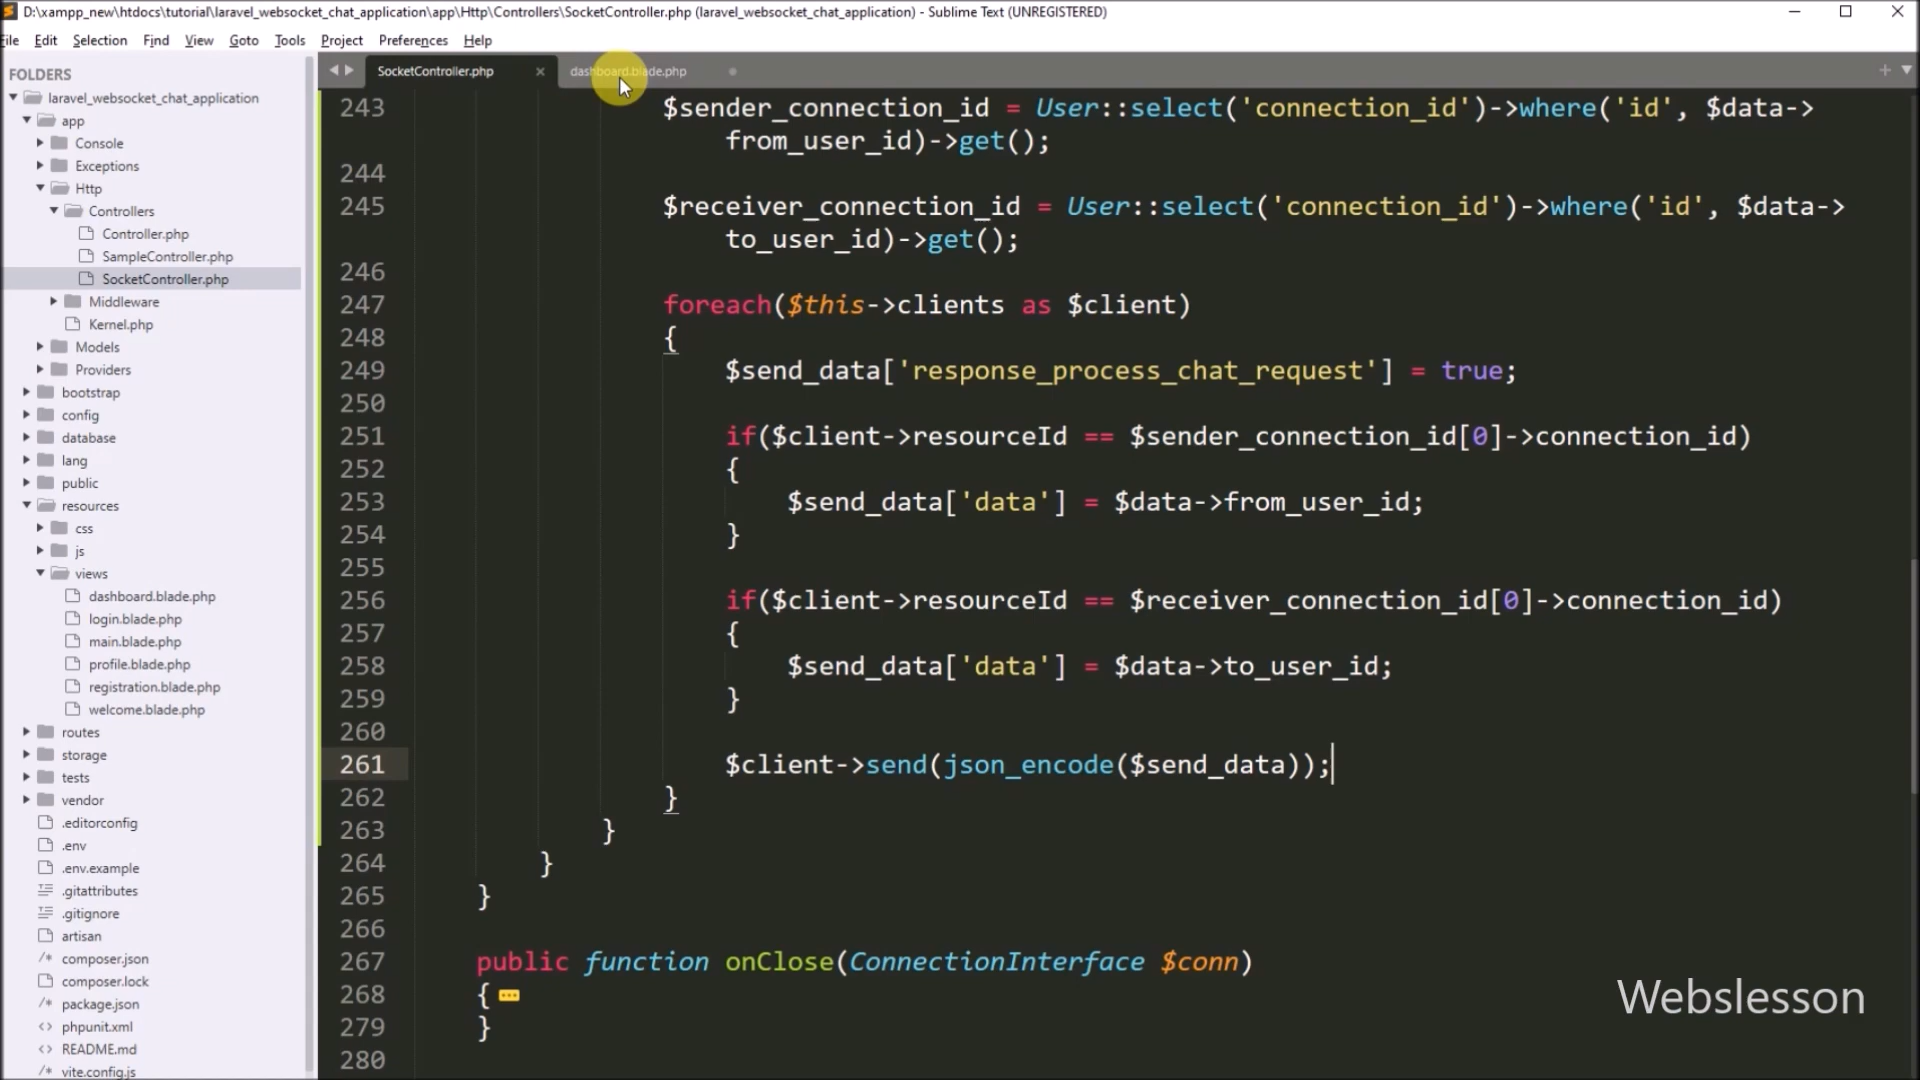 D:\xampp_new\htdocs\tutorial\laravel_websocket_chat_application\app\Http\Controllers\SocketController.php (laravel_websocket_chat_application) - Sublime Text (UNREGISTERED)
File Edit Selection Find View Goto Tools Project Preferences Help
FOLDERS
laravel_websocket_chat_application
app
Console
Exceptions
Http
Controllers
Controller.php
SampleController.php
SocketController.php
Middleware
Kernel.php
Models
Providers
bootstrap
config
database
lang
public
resources
css
js
views
dashboard.blade.php
login.blade.php
main.blade.php
profile.blade.php
registration.blade.php
welcome.blade.php
routes
storage
tests
vendor
.editorconfig
.env
.env.example
.gitattributes
.gitignore
artisan
/* composer.json
composer.lock
/* package.json
<> phpunit.xml
<> README.md
/* vite.config.js
SocketController.php dashboard.blade.php
243 $sender_connection_id = User::select('connection_id')->where('id', $data->
from_user_id)->get();
244
245 $receiver_connection_id = User::select('connection_id')->where('id', $data->
to_user_id)->get();
246
247 foreach($this->clients as $client)
248 {
249 $send_data['response_process_chat_request'] = true;
250
251 if($client->resourceId == $sender_connection_id[0]->connection_id)
252 {
253 $send_data['data'] = $data->from_user_id;
254 }
255
256 if($client->resourceId == $receiver_connection_id[0]->connection_id)
257 {
258 $send_data['data'] = $data->to_user_id;
259 }
260
261 $client->send(json_encode($send_data));
262 }
263 }
264 }
265 }
266
267 public function onClose(ConnectionInterface $conn)
268 {
279 }
280
Webslesson